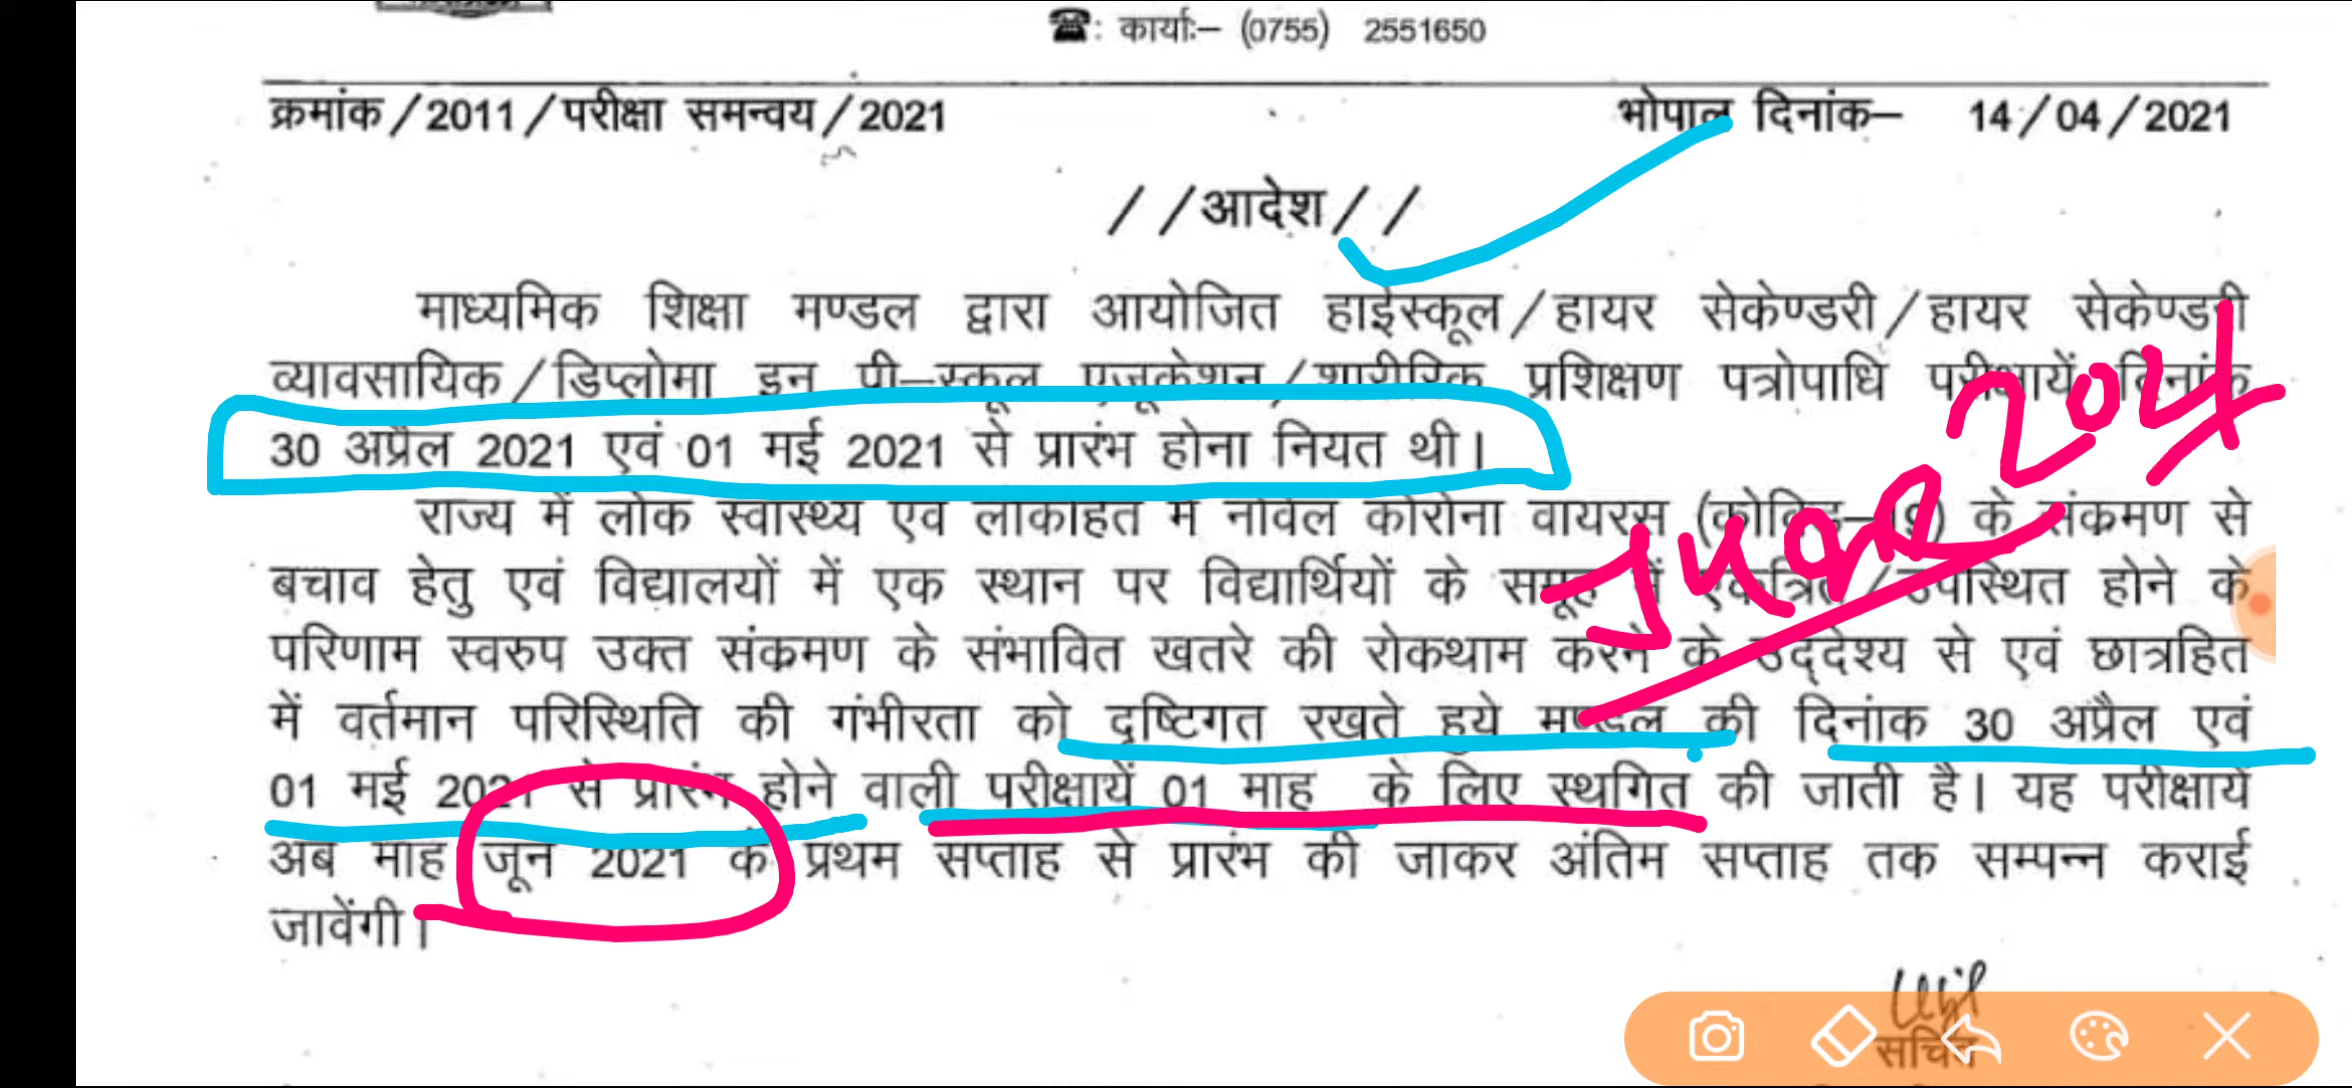 ☎: कार्याः– (0755) 2551650
क्रमांक/2011/परीक्षा समन्वय/2021 भोपाल दिनांक– 14/04/2021
//आदेश//
माध्यमिक शिक्षा मण्डल द्वारा आयोजित हाईस्कूल/हायर सेकेण्डरी/हायर सेकेण्डरी
व्यावसायिक/डिप्लोमा इन प्री–स्कूल एजूकेशन/शारीरिक प्रशिक्षण पत्रोपाधि परीक्षायें दिनांक
30 अप्रैल 2021 एवं 01 मई 2021 से प्रारंभ होना नियत थी।
राज्य में लोक स्वास्थ्य एवं लोकहित में नोवेल कोरोना वायरस (कोविड–19) के संक्रमण से
बचाव हेतु एवं विद्यालयों में एक स्थान पर विद्यार्थियों के समूह में एकत्रित/उपस्थित होने के
परिणाम स्वरुप उक्त संक्रमण के संभावित खतरे की रोकथाम करने के उद्देश्य से एवं छात्रहित
में वर्तमान परिस्थिति की गंभीरता को दृष्टिगत रखते हुये मण्डल की दिनांक 30 अप्रैल एवं
01 मई 2021 से प्रारंभ होने वाली परीक्षायें 01 माह के लिए स्थगित की जाती है। यह परीक्षायें
अब माह जून 2021 के प्रथम सप्ताह से प्रारंभ की जाकर अंतिम सप्ताह तक सम्पन्न कराई
जावेंगी।
सचिव